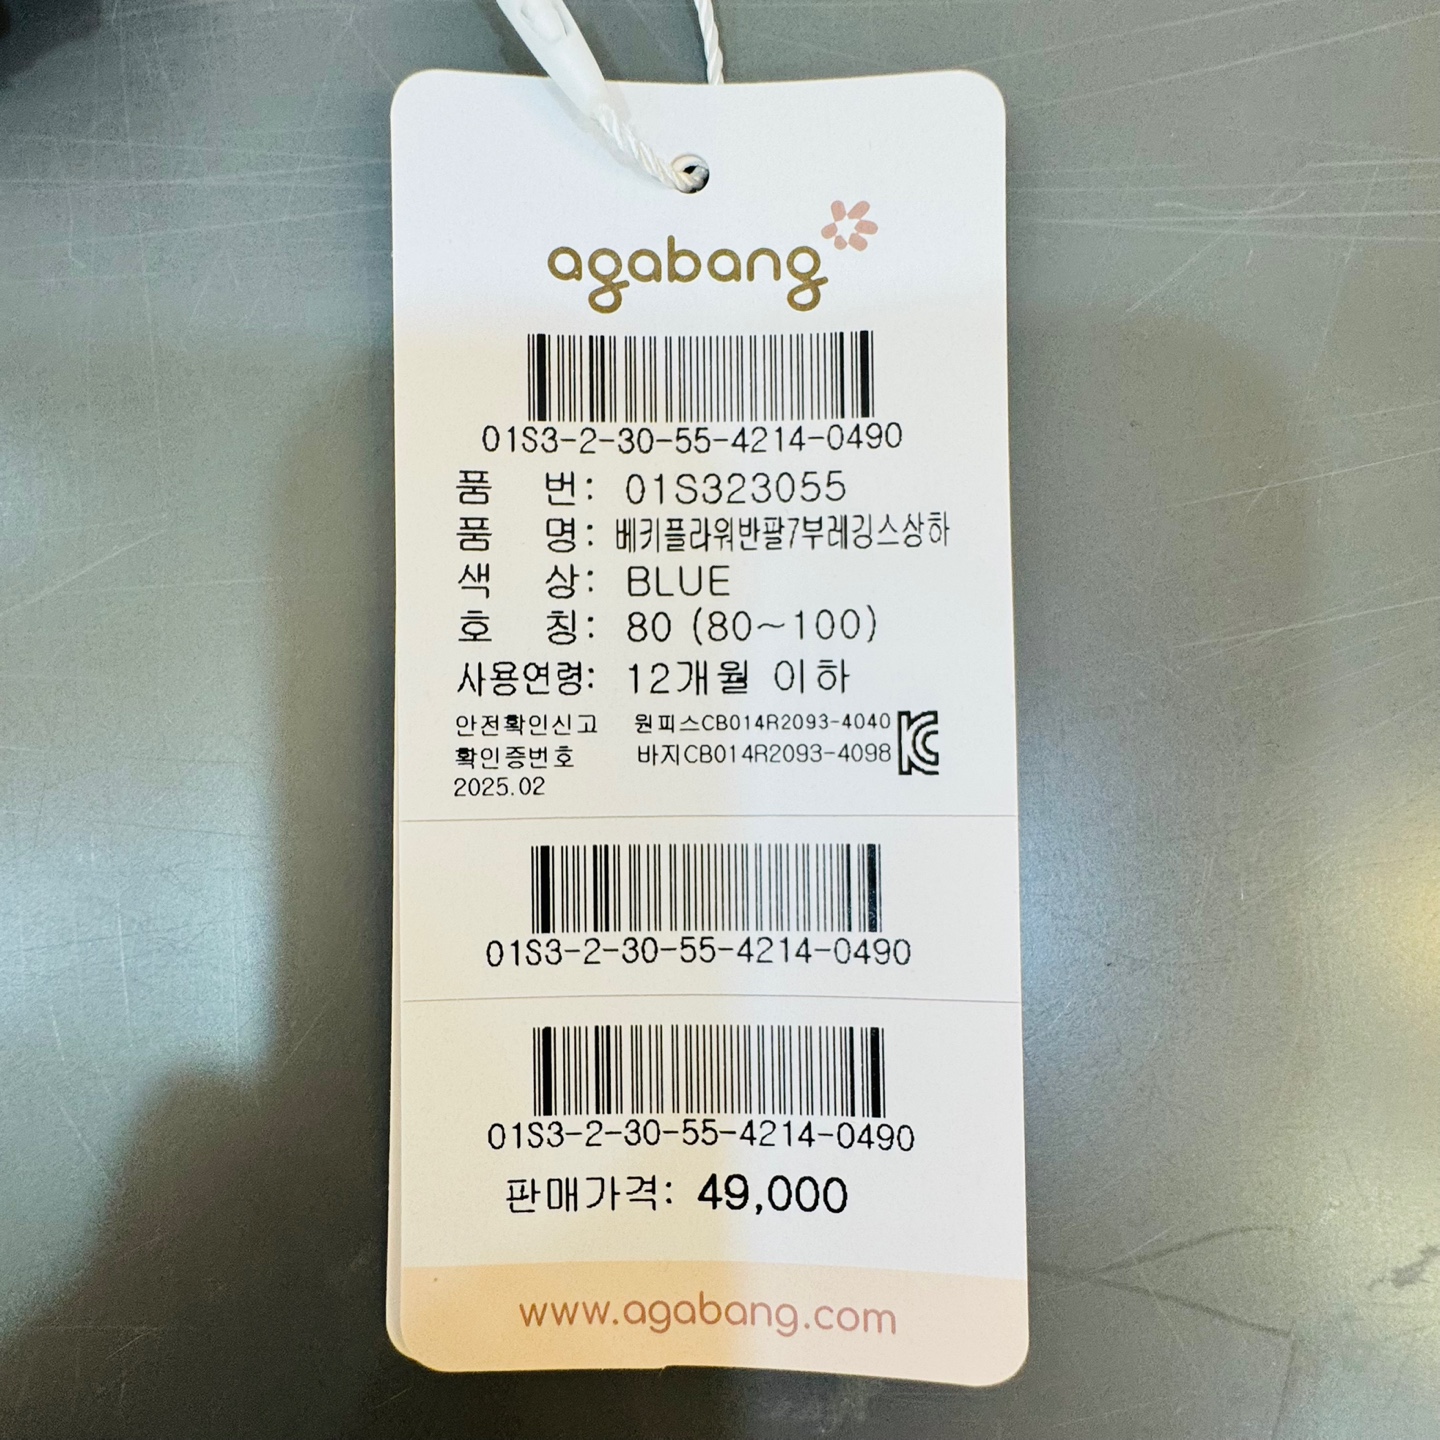 agabang
01S3-2-30-55-4214-0490
품 번: 01S323055
품 명: 베키플라워반팔7부레깅스상하
색 상: BLUE
호 칭: 80 (80~100)
사용연령: 12개월 이하
안전확인신고 원피스CB014R2093-4040
확인증번호 바지CB014R2093-4098
2025.02
01S3-2-30-55-4214-0490
01S3-2-30-55-4214-0490
판매가격: 49,000
www.agabang.com